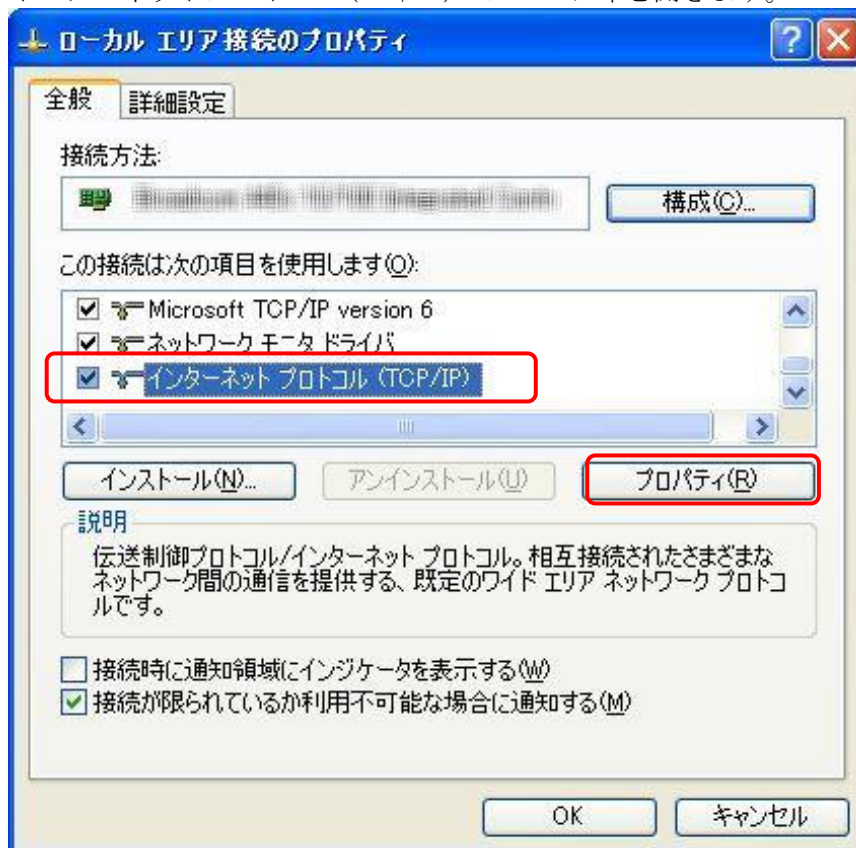 ローカル エリア接続のプロパティ
全般 詳細設定
接続方法:
構成(C)...
この接続は次の項目を使用します(O):
Microsoft TCP/IP version 6
ネットワーク モニタ ドライバ
インターネット プロトコル (TCP/IP)
インストール(N)... アンインストール(U) プロパティ(R)
説明
伝送制御プロトコル/インターネット プロトコル。相互接続されたさまざまな
ネットワーク間の通信を提供する、既定のワイド エリア ネットワーク プロトコ
ルです。
接続時に通知領域にインジケータを表示する(W)
接続が限られているか利用不可能な場合に通知する(M)
OK キャンセル